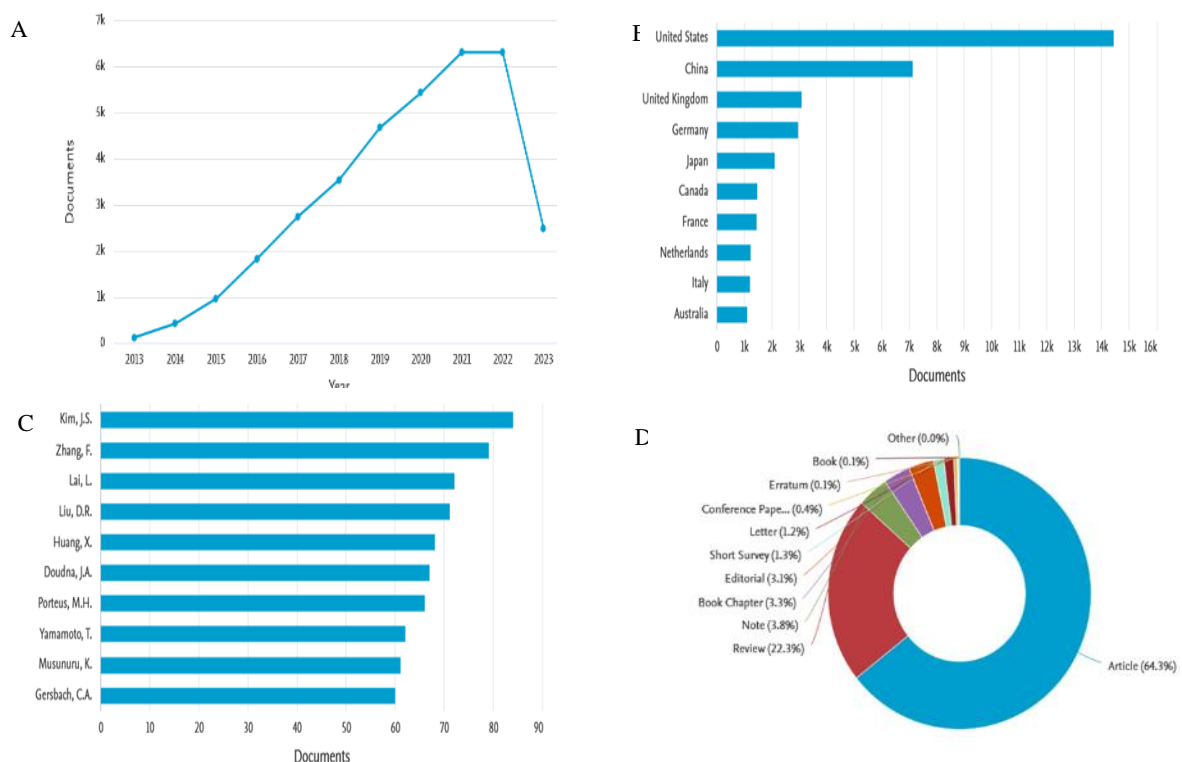 A
7k
6k
5k
4k
3k
2k
1k
0
Documents
2013 2014 2015 2016 2017 2018 2019 2020 2021 2022 2023
Year
United States
China
United Kingdom
Germany
Japan
Canada
France
Netherlands
Italy
Australia
0 1k 3k 4k 5k 6k 7k 8k 9k 10k 11k 12k 13k 14k 15k 16k
Documents
C
Kim, J.S.
Zhang, F.
Lai, L.
Liu, D.R.
Huang, X.
Doudna, J.A.
Porteus, M.H.
Yamamoto, T.
Musunuru, K.
Gersbach, C.A.
0 10 20 30 40 50 60 70 80 90
Documents
D
Other (0.0%)
Book (0.1%)
Erratum (0.1%)
Conference Pape... (0.4%)
Letter (1.2%)
Short Survey (1.3%)
Editorial (3.1%)
Book Chapter (3.3%)
Note (3.8%)
Review (22.3%)
Article (64.3%)